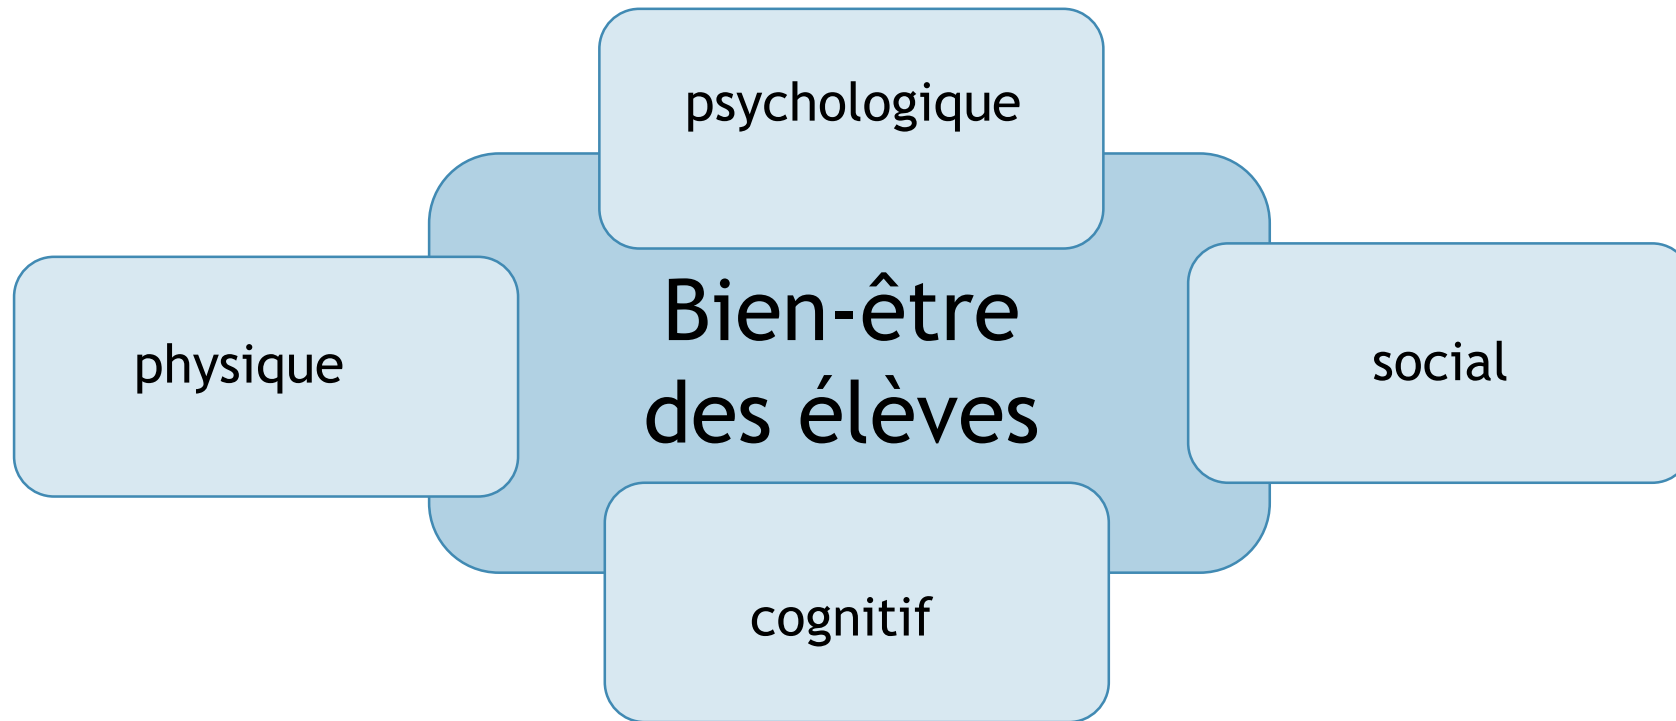 psychologique
Bien-être
des élèves
physique
social
cognitif